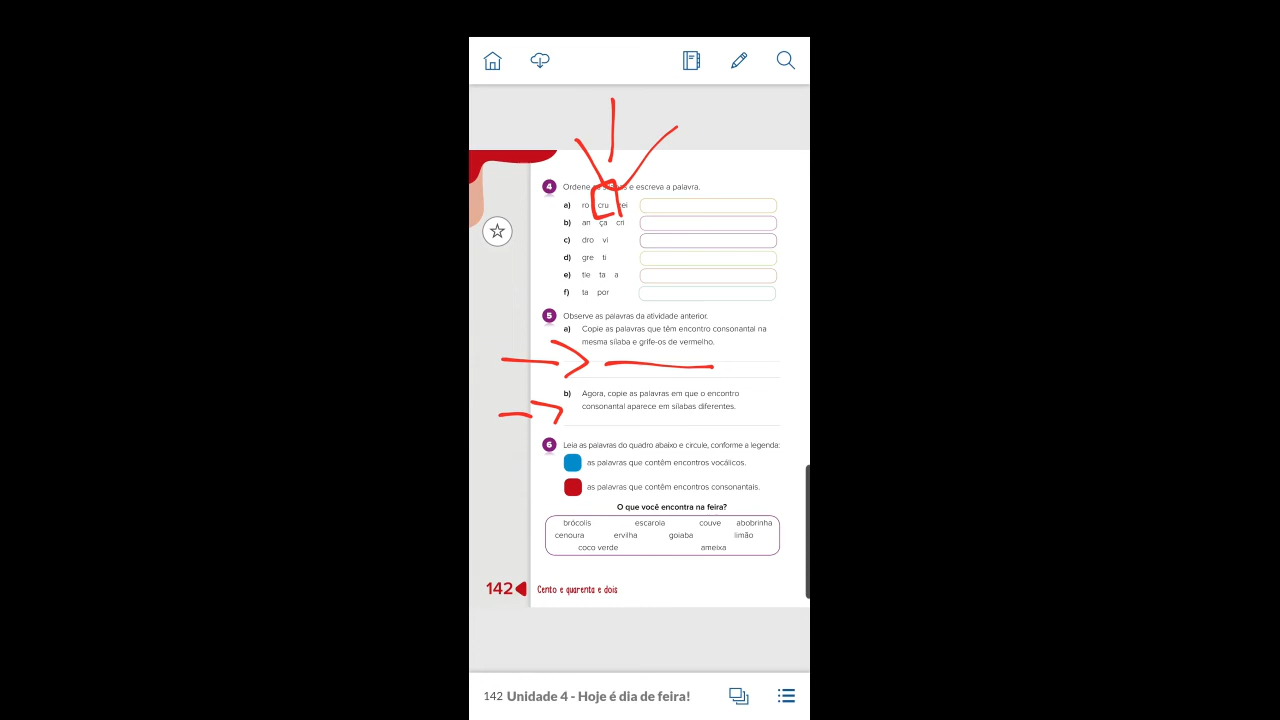 4 Ordene e escreva a palavra.
a) ro cru zei
b) an ça cri
c) dro vi
d) gre ti
e) tle ta a
f) ta por
5 Observe as palavras da atividade anterior.
a) Copie as palavras que têm encontro consonantal na
mesma sílaba e grife-os de vermelho.
b) Agora, copie as palavras em que o encontro
consonantal aparece em sílabas diferentes.
6 Leia as palavras do quadro abaixo e circule, conforme a legenda:
as palavras que contêm encontros vocálicos.
as palavras que contêm encontros consonantais.
O que você encontra na feira?
brócolis escarola couve abobrinha
cenoura ervilha goiaba limão
coco verde ameixa
142 Cento e quarenta e dois
142 Unidade 4 - Hoje é dia de feira!